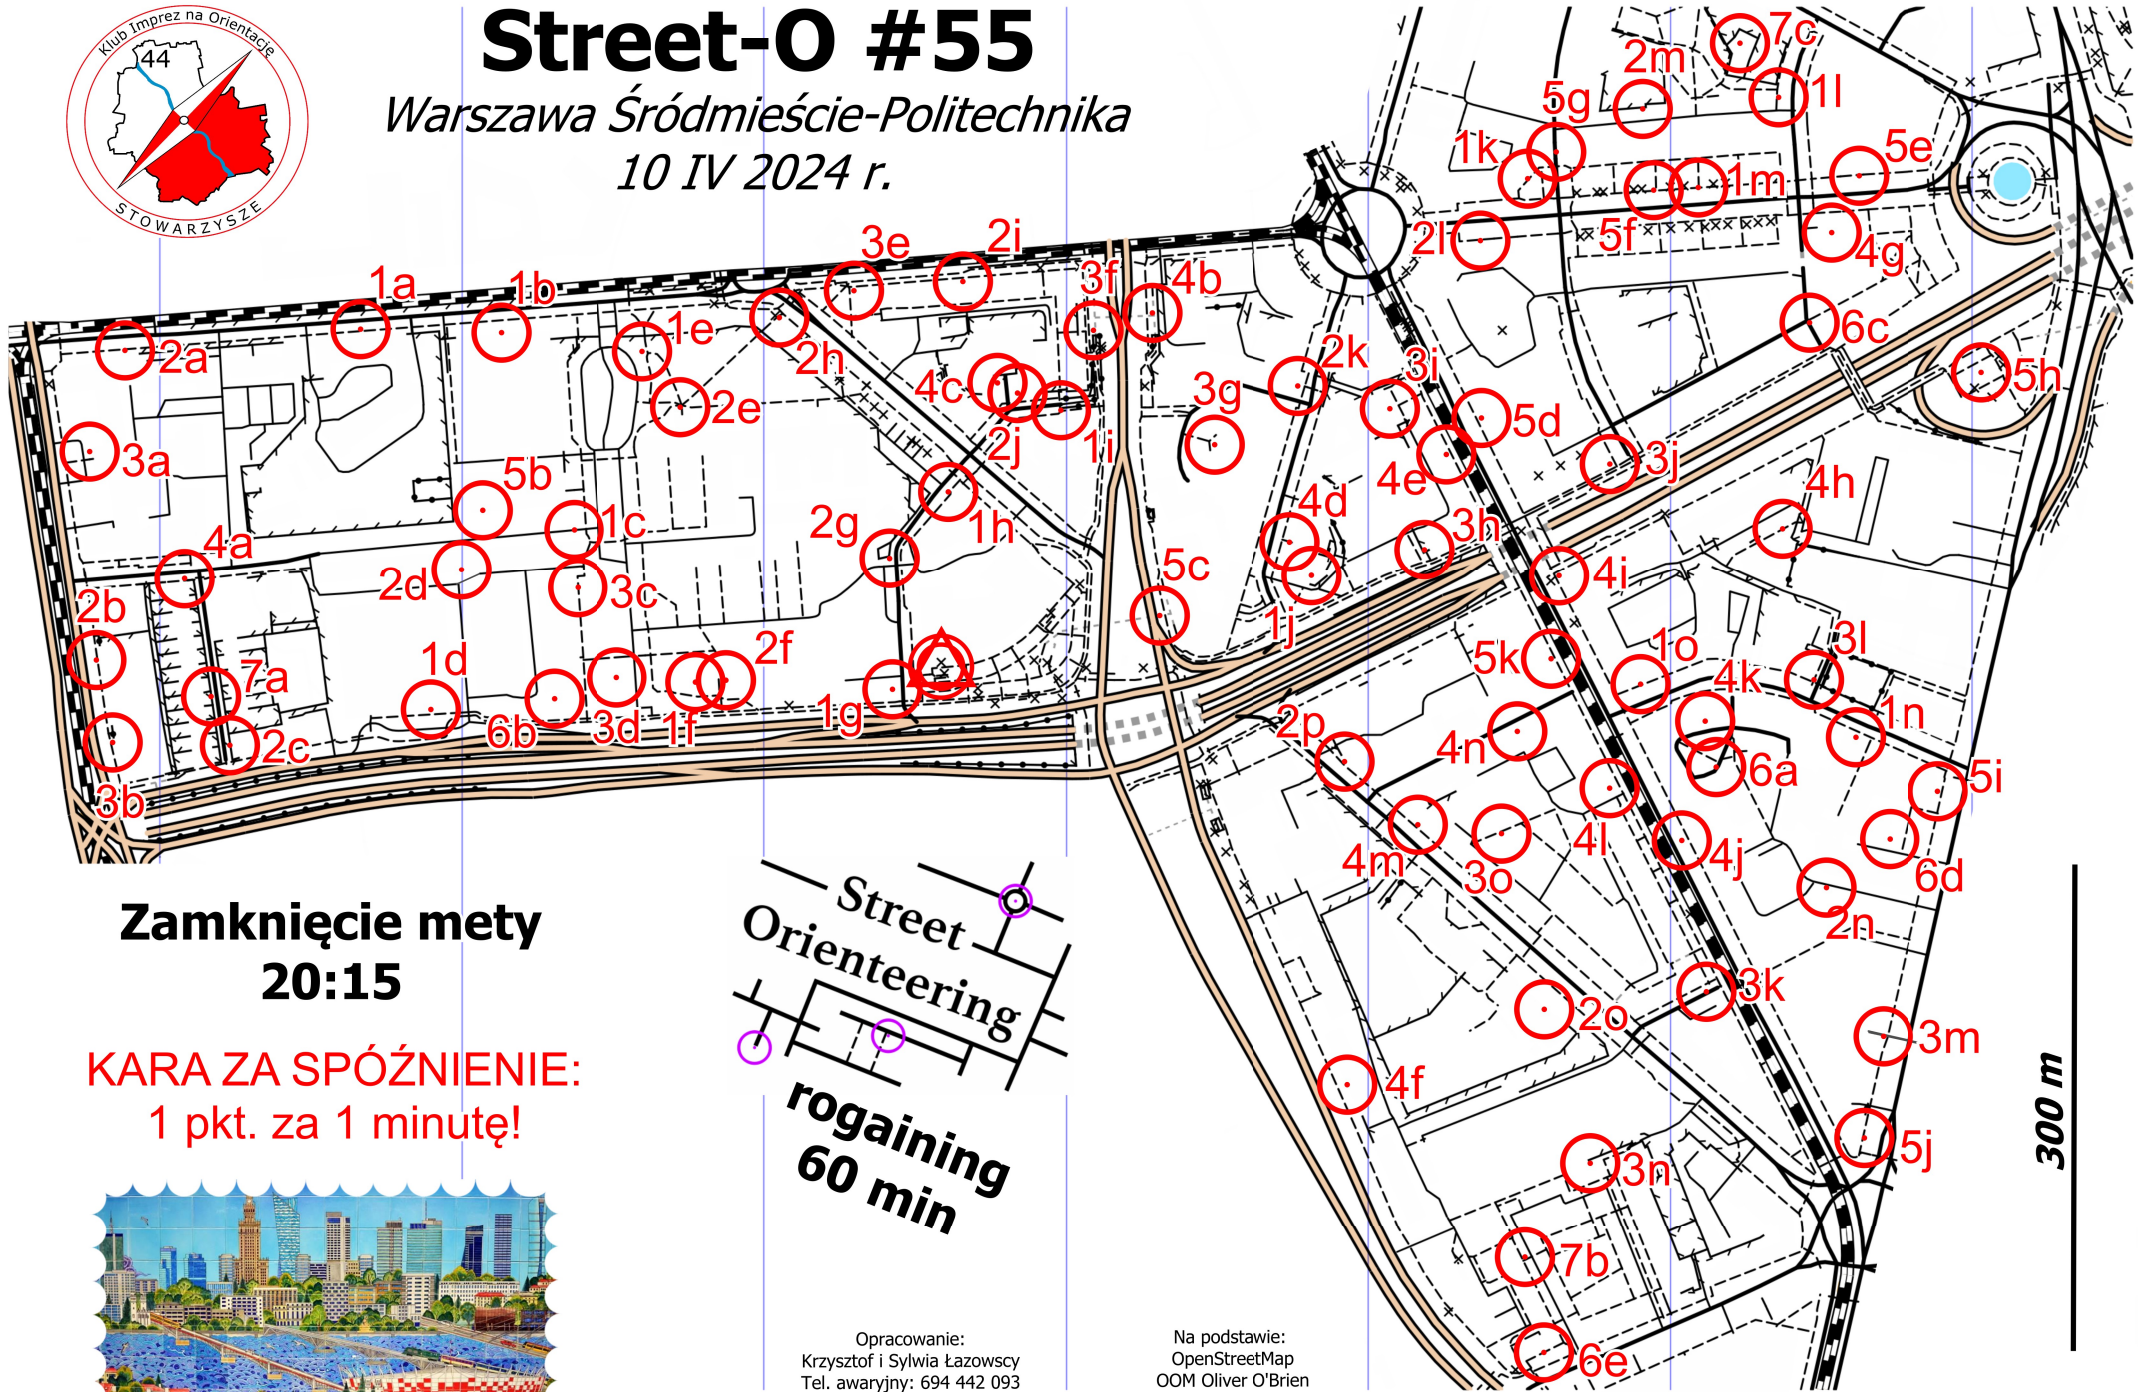 Klub Imprez na Orientację
44
STOWARZYSZE
Street-O #55
Warszawa Śródmieście-Politechnika
10 IV 2024 r.
7c
2m
1l
5g
1k
5e
1m
5f
2l
4g
3e
2i
3f
4b
1a
1b
1e
2a
2h
2k
3i
6c
5h
4c
3g
5d
2e
2j
1i
3a
4e
3j
5b
4d
4h
1c
2g
1h
4a
3h
2d
3c
5c
4i
2b
1j
3l
1o
5k
4k
7a
1d
2f
1n
2p
4n
2c
6b
3d
1f
1g
6a
5i
3b
4m
3o
4l
4j
6d
2n
Zamknięcie mety
20:15
KARA ZA SPÓŹNIENIE:
1 pkt. za 1 minutę!
Street
Orienteering
rogaining
60 min
3k
2o
3m
4f
5j
3n
7b
6e
300 m
Opracowanie:
Krzysztof i Sylwia Łazowscy
Tel. awaryjny: 694 442 093
Na podstawie:
OpenStreetMap
OOM Oliver O'Brien